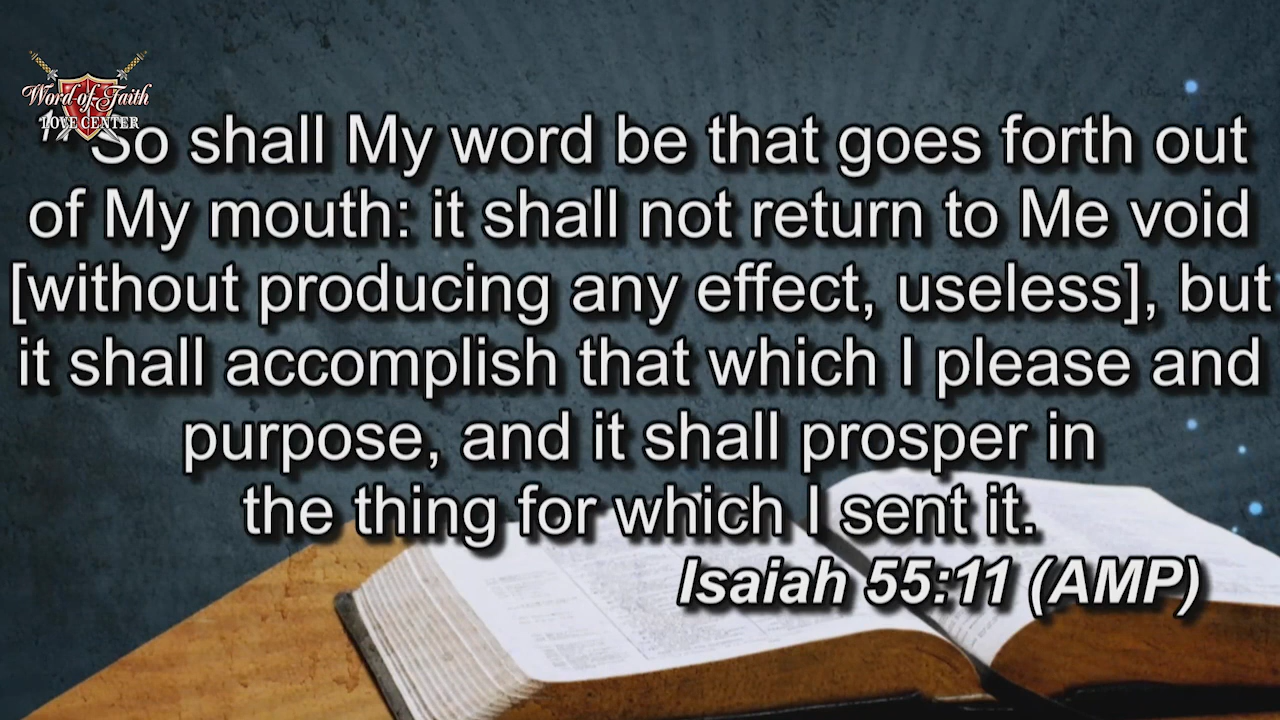 Word of Faith
LOVE CENTER
11 So shall My word be that goes forth out
of My mouth: it shall not return to Me void
[without producing any effect, useless], but
it shall accomplish that which I please and
purpose, and it shall prosper in
the thing for which I sent it.
Isaiah 55:11 (AMP)